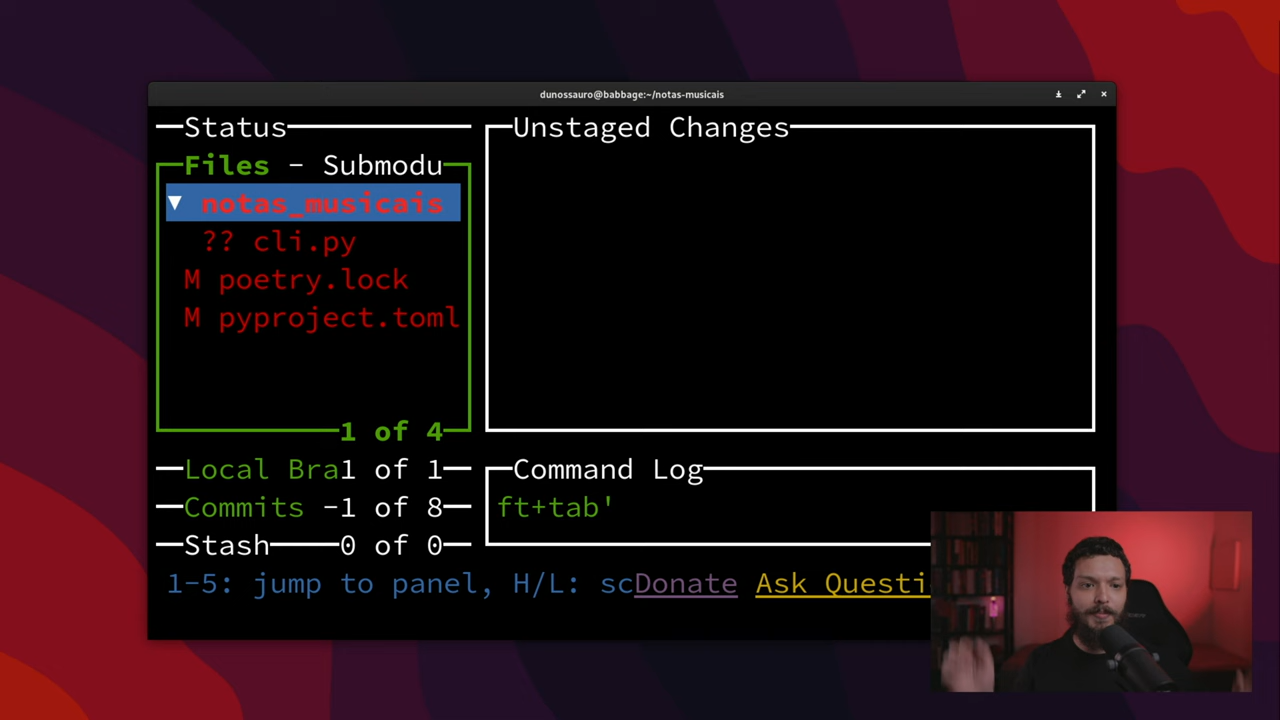 dunossauro@babbage:~/notas-musicais
Status
Files - Submodu
▼ notas_musicais
?? cli.py
M poetry.lock
M pyproject.toml
1 of 4
Local Bra1 of 1
Commits -1 of 8
Stash 0 of 0
Unstaged Changes
Command Log
ft+tab'
1-5: jump to panel, H/L: scDonate Ask Questi